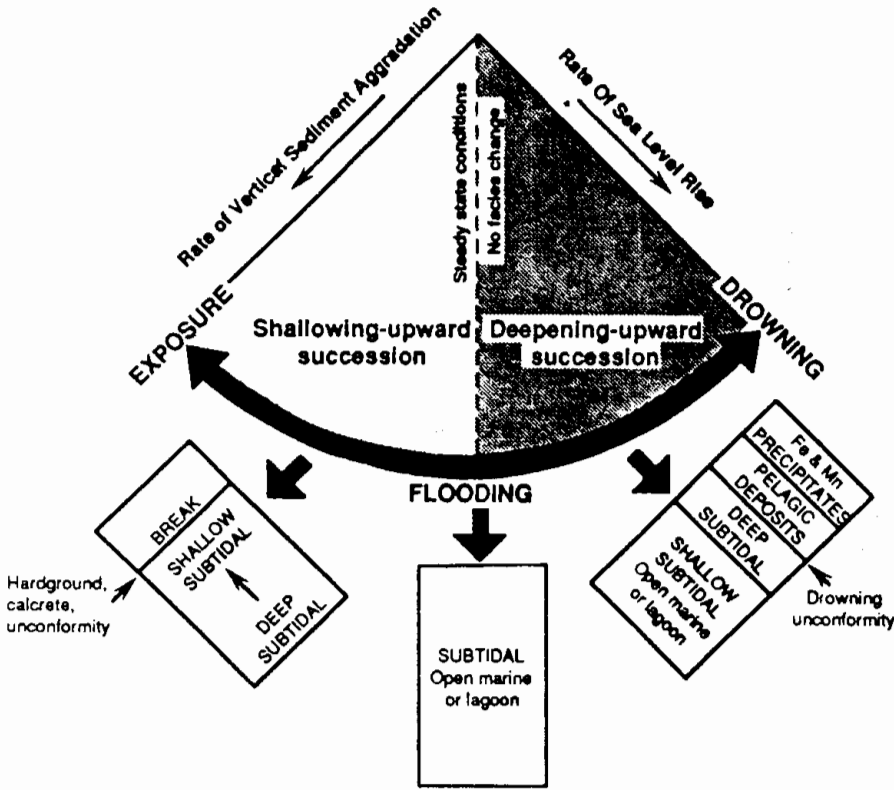 Rate of Vertical Sediment Aggradation
Rate Of Sea Level Rise
Steady state conditions
No facies change
EXPOSURE
DROWNING
Shallowing-upward
succession
Deepening-upward
succession
FLOODING
BREAK
SHALLOW
SUBTIDAL
DEEP
SUBTIDAL
Hardground,
calcrete,
unconformity
SUBTIDAL
Open marine
or lagoon
Fe & Mn
PRECIPITATES
PELAGIC
DEPOSITS
DEEP
SUBTIDAL
SHALLOW
SUBTIDAL
Open marine
or lagoon
Drowning
unconformity